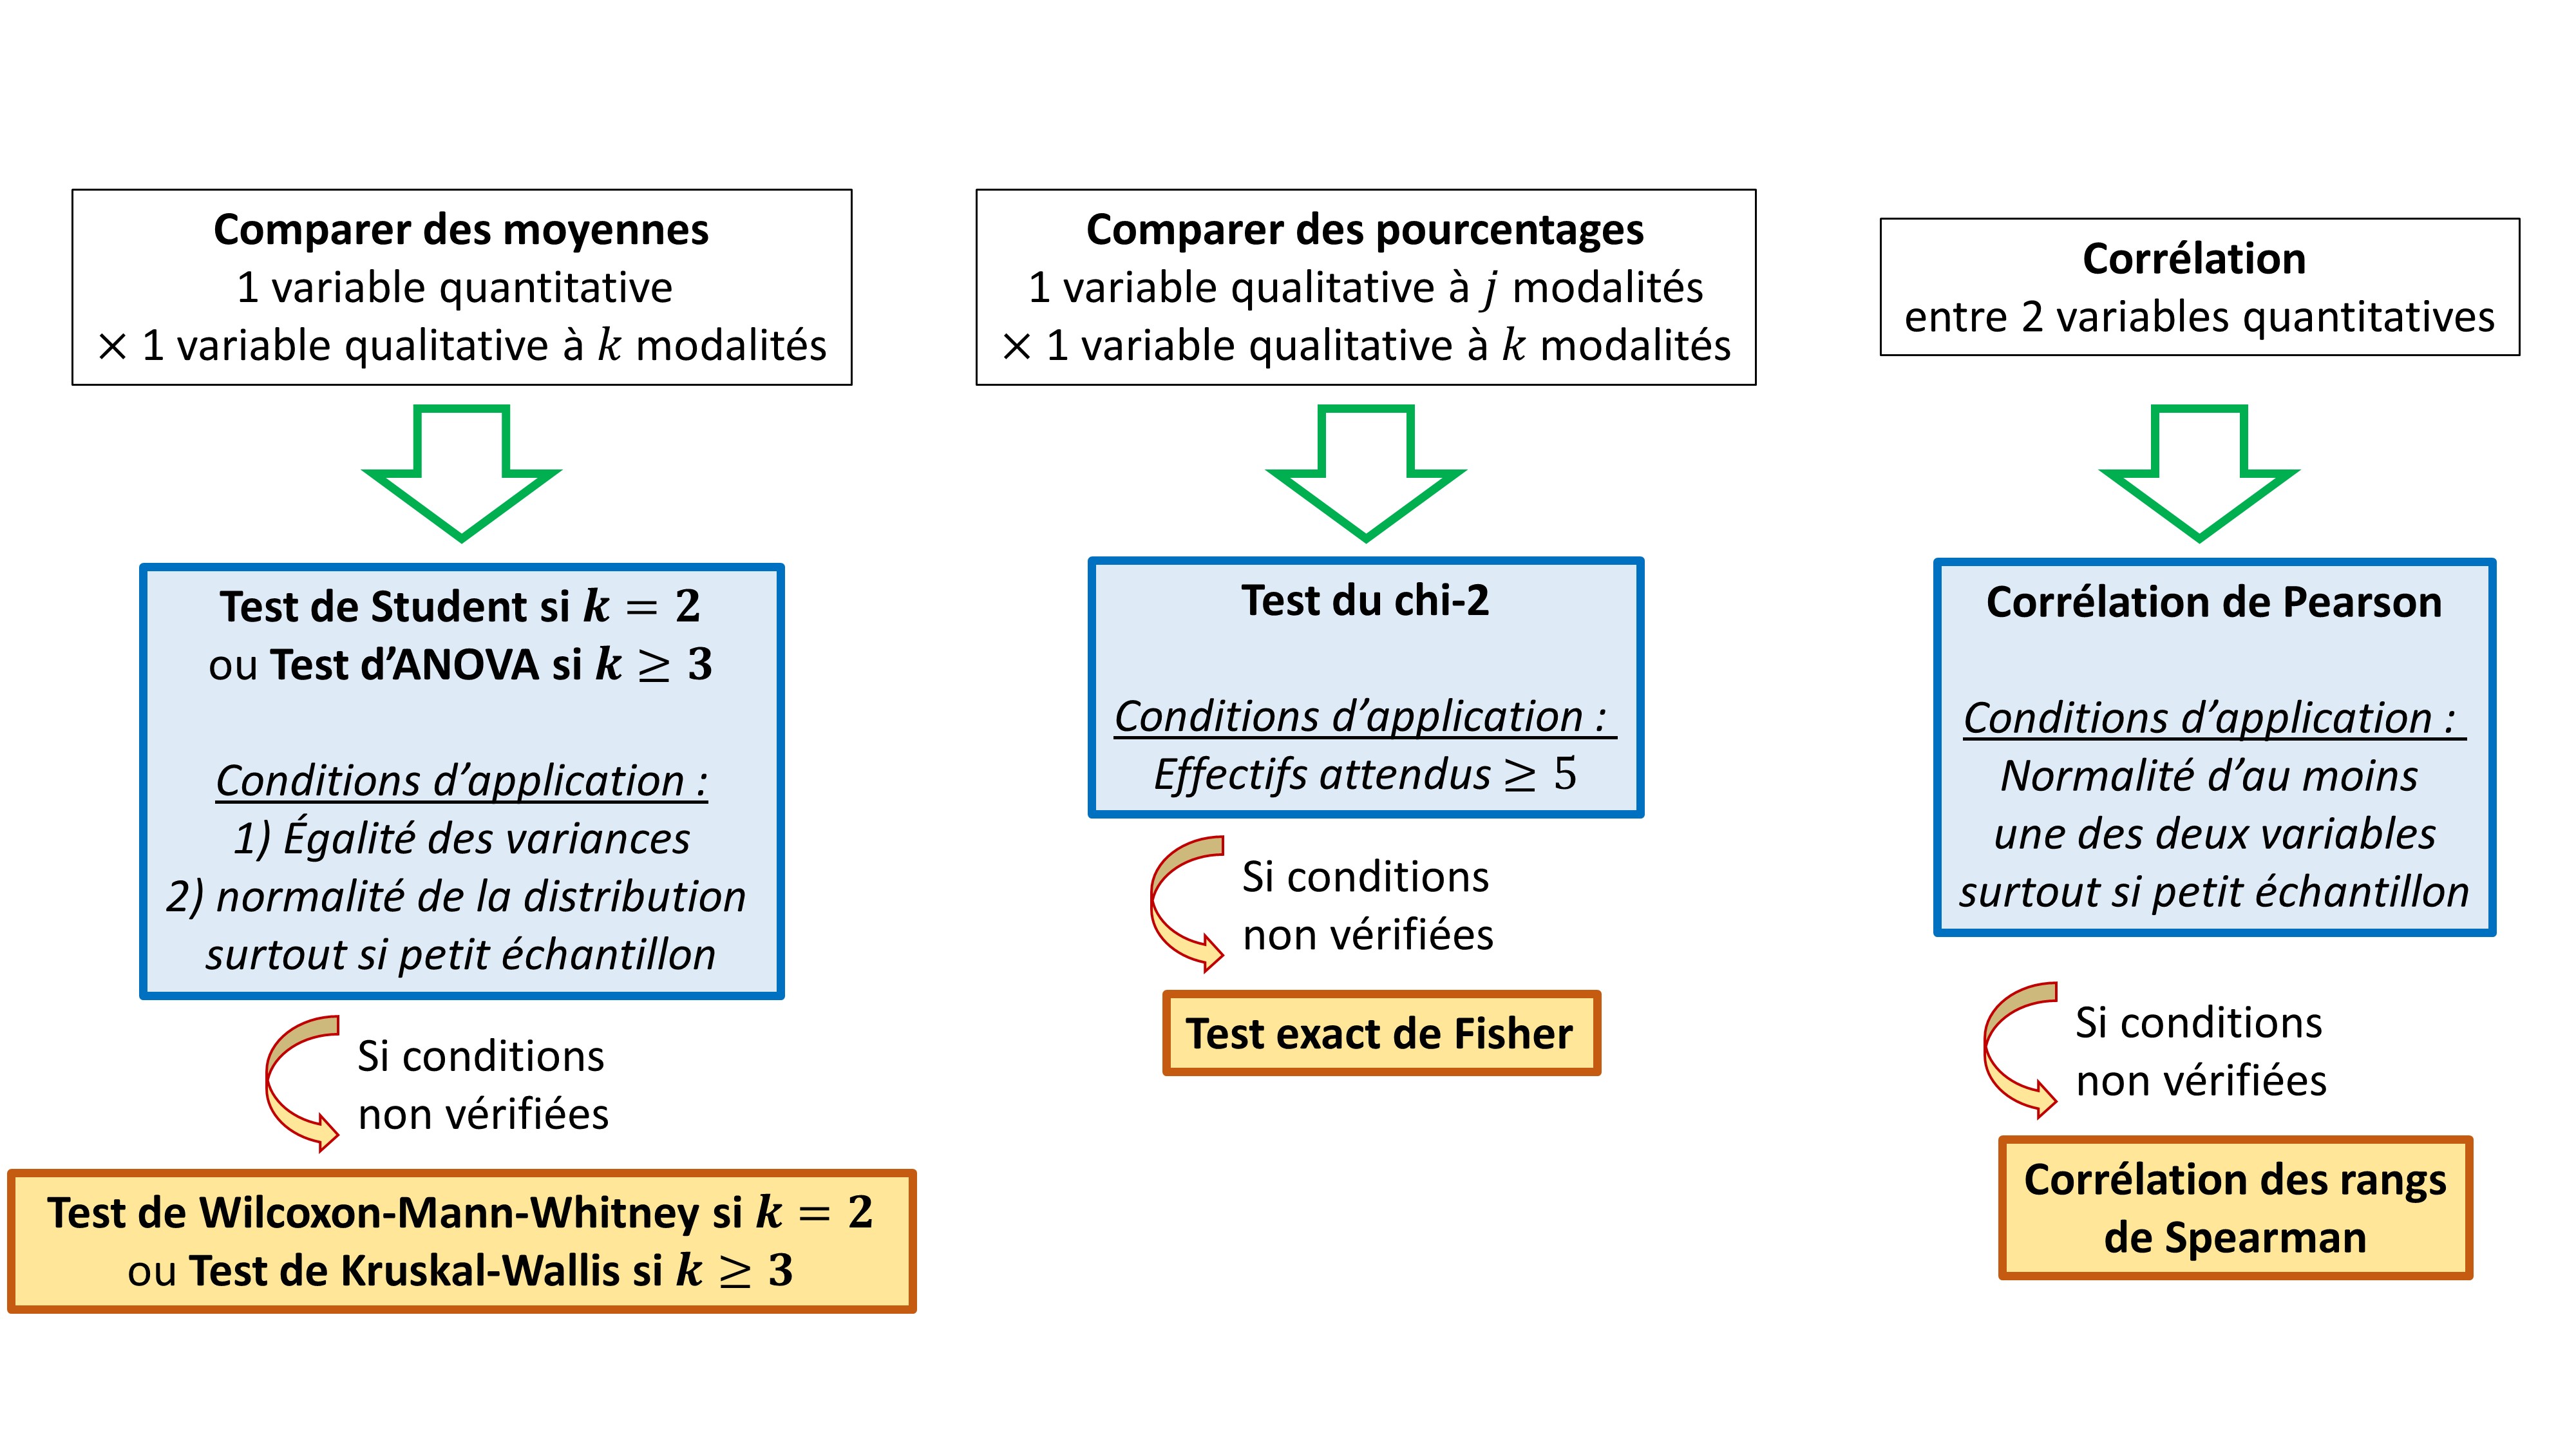 Comparer des moyennes
1 variable quantitative
× 1 variable qualitative à k modalités
Test de Student si k = 2
ou Test d’ANOVA si k ≥ 3
Conditions d’application :
1) Égalité des variances
2) normalité de la distribution
surtout si petit échantillon
Si conditions
non vérifiées
Test de Wilcoxon-Mann-Whitney si k = 2
ou Test de Kruskal-Wallis si k ≥ 3
Comparer des pourcentages
1 variable qualitative à j modalités
× 1 variable qualitative à k modalités
Test du chi-2
Conditions d’application :
Effectifs attendus ≥ 5
Si conditions
non vérifiées
Test exact de Fisher
Corrélation
entre 2 variables quantitatives
Corrélation de Pearson
Conditions d’application :
Normalité d’au moins
une des deux variables
surtout si petit échantillon
Si conditions
non vérifiées
Corrélation des rangs
de Spearman